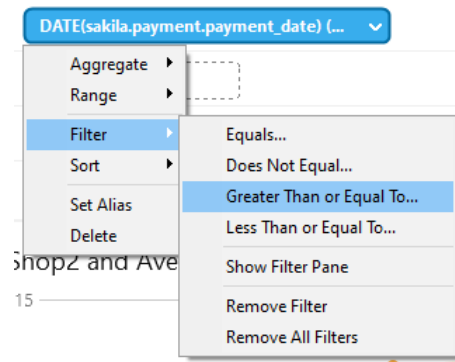 DATE(sakila.payment.payment_date) (...
Aggregate
Range
Filter
Sort
Set Alias
Delete
Equals...
Does Not Equal...
Greater Than or Equal To...
Less Than or Equal To...
Show Filter Pane
Remove Filter
Remove All Filters
Shop2 and Ave
15